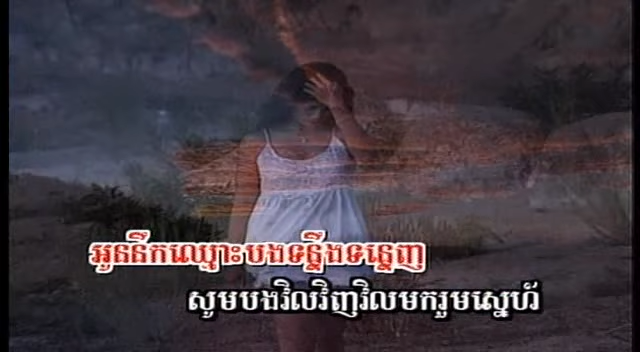 អូននឹកឈ្មោះបងទន្ទឹងទន្ទេញ
សូមបងវិលវិញវិលមករួមស្នេហ៍